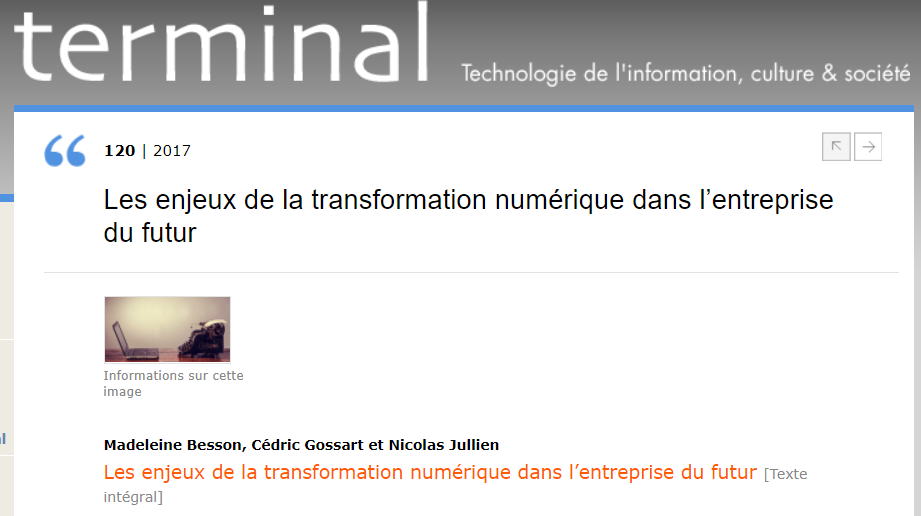 terminal
Technologie de l'information, culture & société
120 | 2017
Les enjeux de la transformation numérique dans l’entreprise
du futur
Informations sur cette
image
al
Madeleine Besson, Cédric Gossart et Nicolas Jullien
Les enjeux de la transformation numérique dans l’entreprise du futur [Texte
intégral]